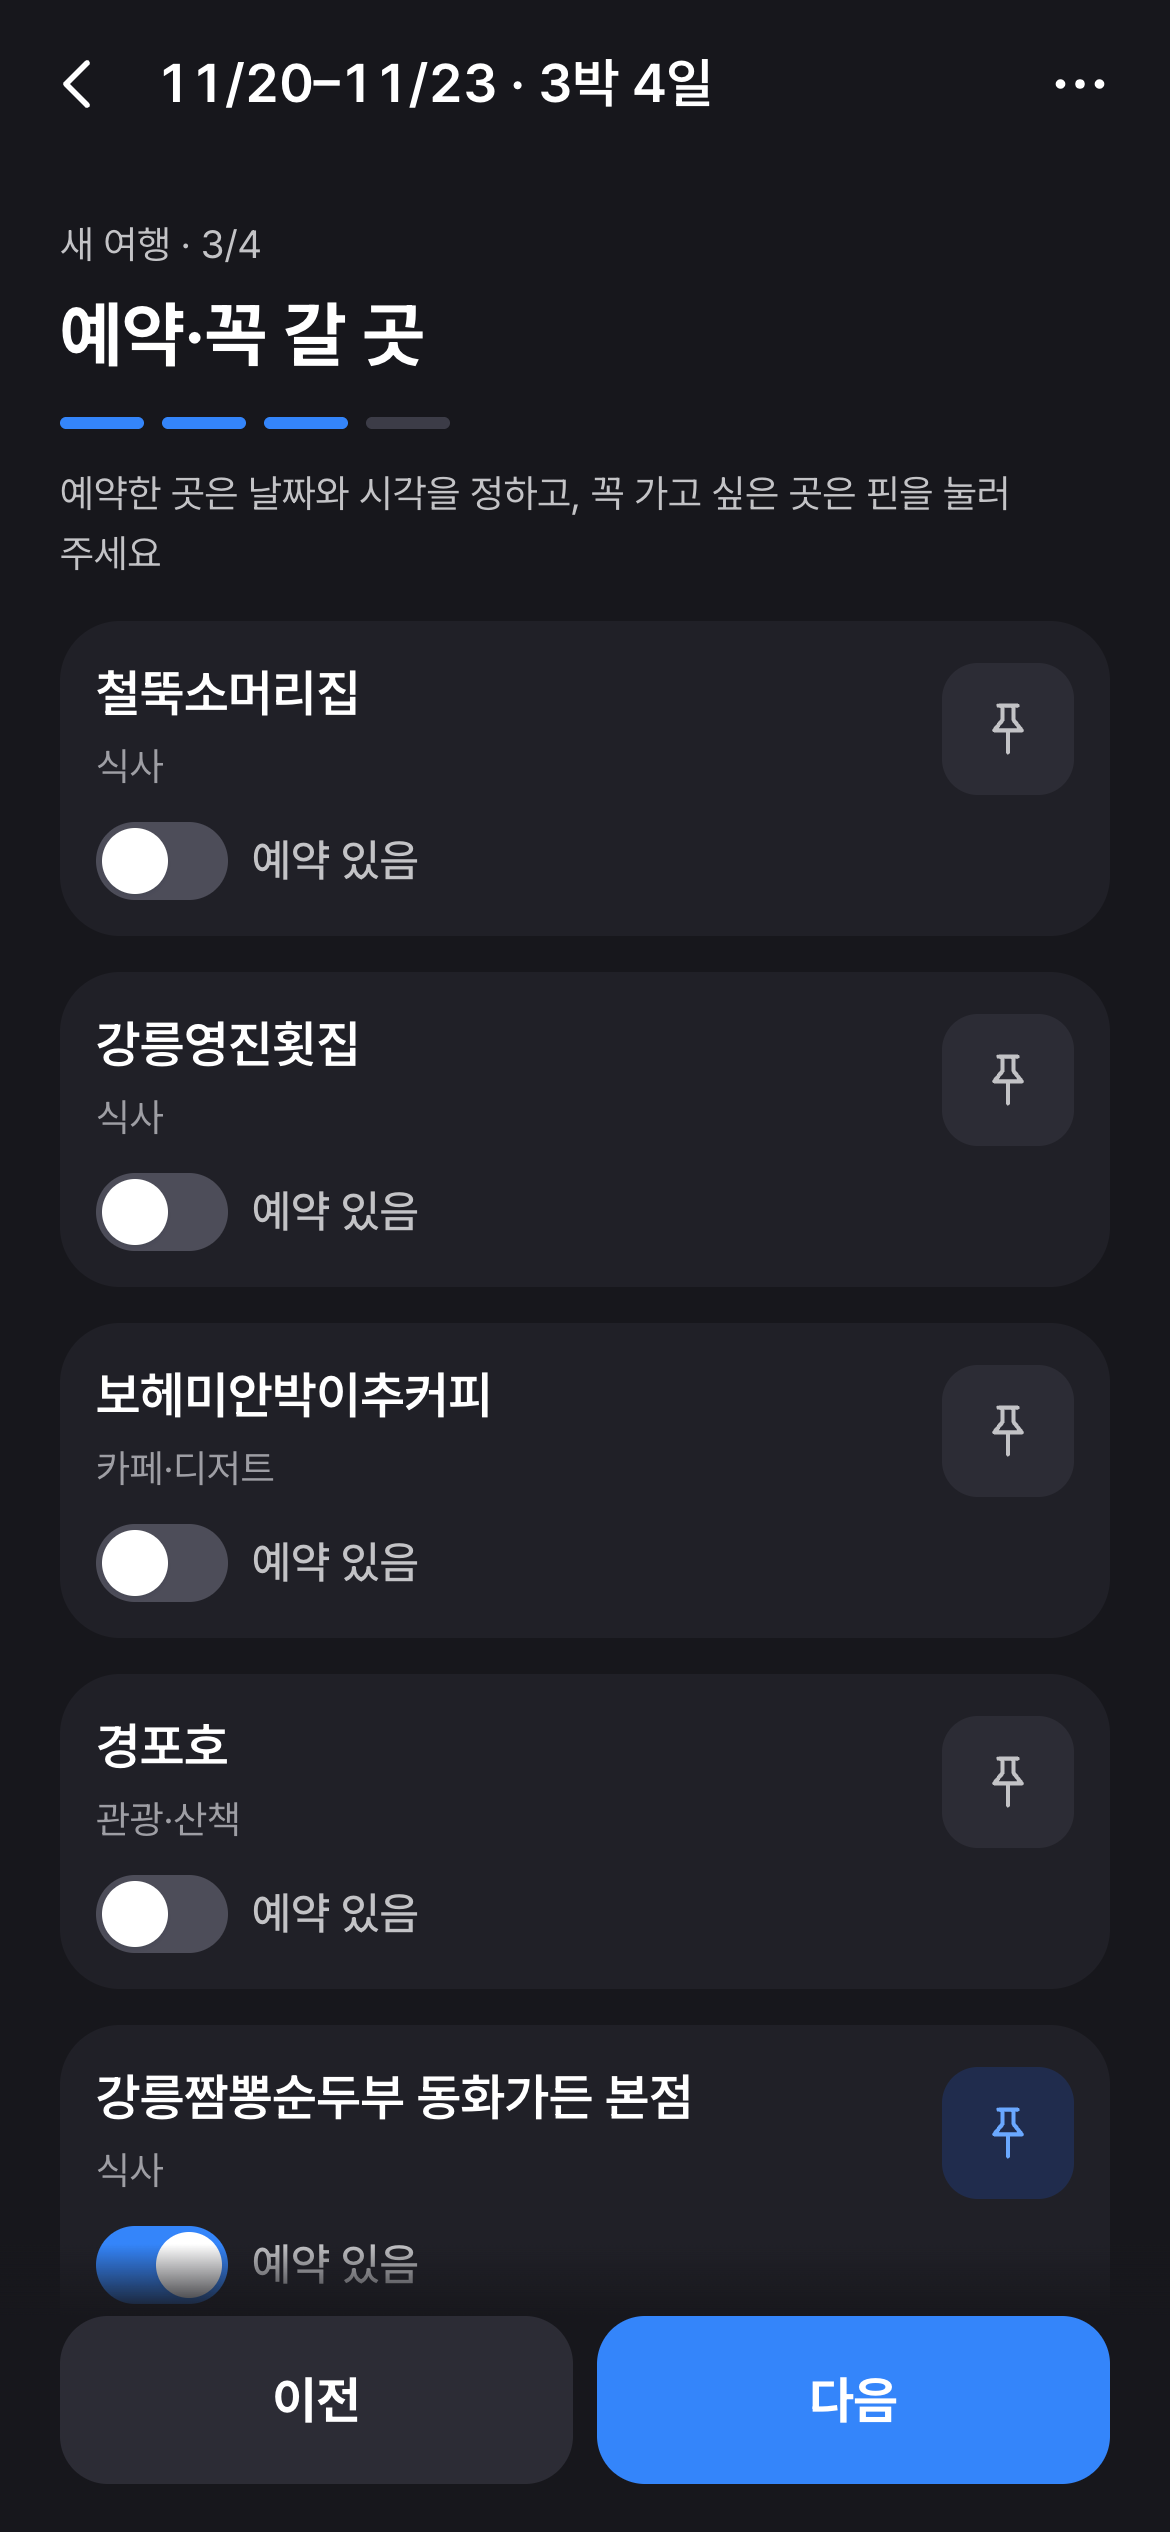 11/20–11/23 · 3박 4일
새 여행 · 3/4
예약·꼭 갈 곳
예약한 곳은 날짜와 시각을 정하고, 꼭 가고 싶은 곳은 핀을 눌러
주세요
철뚝소머리집
식사
예약 있음
강릉영진횟집
식사
예약 있음
보헤미안박이추커피
카페·디저트
예약 있음
경포호
관광·산책
예약 있음
강릉짬뽕순두부 동화가든 본점
식사
예약 있음
이전
다음